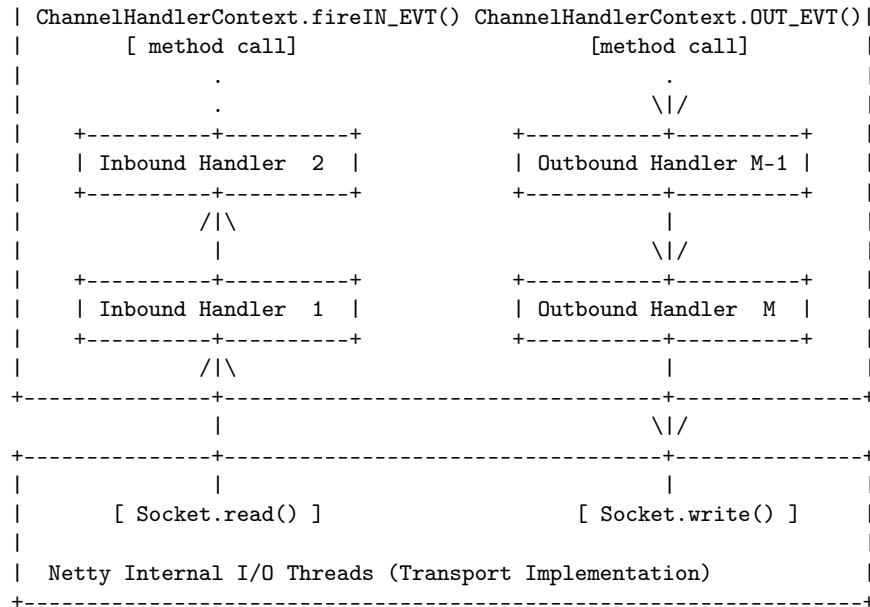 | ChannelHandlerContext.fireIN_EVT() ChannelHandlerContext.OUT_EVT()|
|       [ method call]                       [method call]          |
|              .                                   .                |
|              .                                  \|/               |
|   +----------+----------+            +-----------+----------+     |
|   | Inbound Handler  2  |            | Outbound Handler M-1 |     |
|   +----------+----------+            +-----------+----------+     |
|             /|\                                  |                |
|              |                                  \|/               |
|   +----------+----------+            +-----------+----------+     |
|   | Inbound Handler  1  |            | Outbound Handler  M  |     |
|   +----------+----------+            +-----------+----------+     |
|             /|\                                  |                |
+---------------+-----------------------------------+---------------+
                |                                  \|/
+---------------+-----------------------------------+---------------+
|               |                                   |               |
|       [ Socket.read() ]                    [ Socket.write() ]     |
|                                                                   |
|  Netty Internal I/O Threads (Transport Implementation)            |
+-------------------------------------------------------------------+